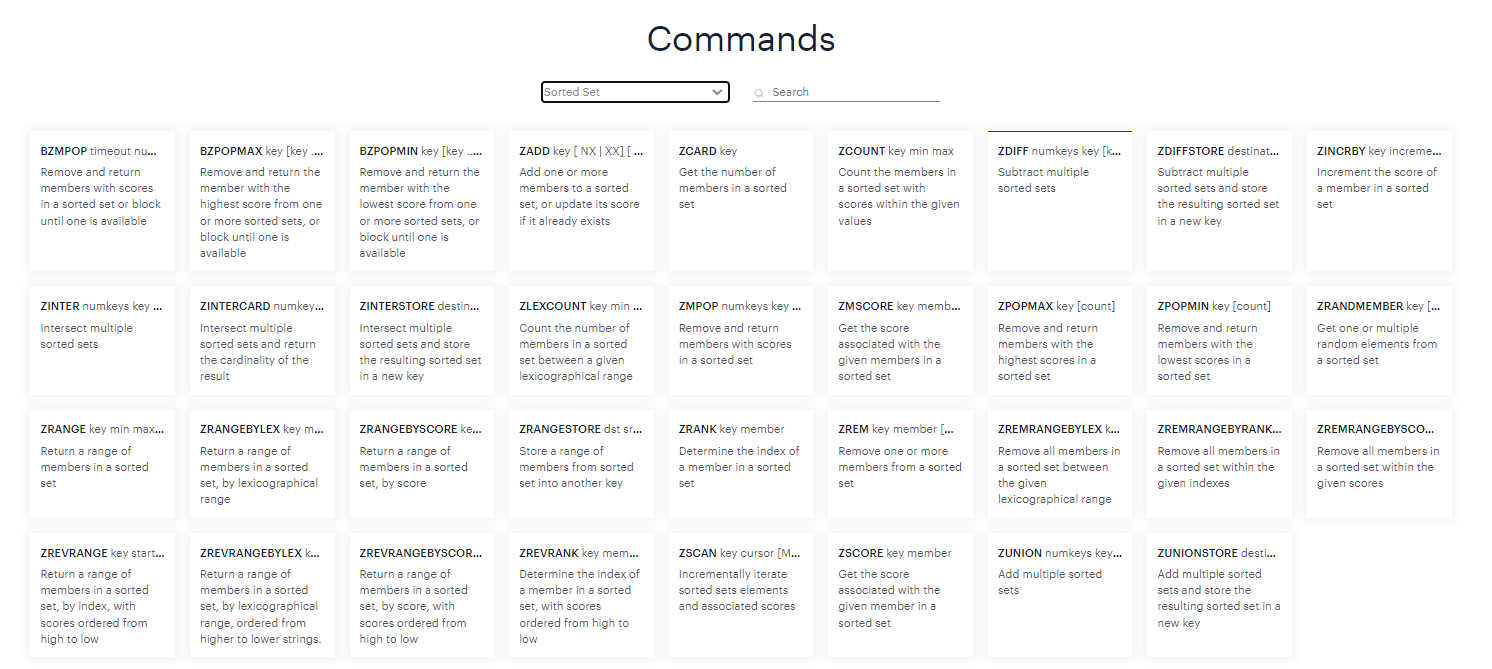 Commands
Sorted Set
Search
BZMPOP timeout nu...
Remove and return
members with scores
in a sorted set or block
until one is available
BZPOPMAX key [key ....
Remove and return the
member with the
highest score from one
or more sorted sets, or
block until one is
available
BZPOPMIN key [key ...
Remove and return the
member with the
lowest score from one
or more sorted sets, or
block until one is
available
ZADD key [ NX | XX] [ ...
Add one or more
members to a sorted
set, or update its score
if it already exists
ZCARD key
Get the number of
members in a sorted
set
ZCOUNT key min max
Count the members in
a sorted set with
scores within the given
values
ZDIFF numkeys key [k...
Subtract multiple
sorted sets
ZDIFFSTORE destinat...
Subtract multiple
sorted sets and store
the resulting sorted set
in a new key
ZINCRBY key increme...
Increment the score of
a member in a sorted
set
ZINTER numkeys key ...
Intersect multiple
sorted sets
ZINTERCARD numkey...
Intersect multiple
sorted sets and return
the cardinality of the
result
ZINTERSTORE destin...
Intersect multiple
sorted sets and store
the resulting sorted set
in a new key
ZLEXCOUNT key min ...
Count the number of
members in a sorted
set between a given
lexicographical range
ZMPOP numkeys key ...
Remove and return
members with scores
in a sorted set
ZMSCORE key memb...
Get the score
associated with the
given members in a
sorted set
ZPOPMAX key [count]
Remove and return
members with the
highest scores in a
sorted set
ZPOPMIN key [count]
Remove and return
members with the
lowest scores in a
sorted set
ZRANDMEMBER key [...
Get one or multiple
random elements from
a sorted set
ZRANGE key min max...
Return a range of
members in a sorted
set
ZRANGEBYLEX key m...
Return a range of
members in a sorted
set, by lexicographical
range
ZRANGEBYSCORE ke...
Return a range of
members in a sorted
set, by score
ZRANGESTORE dst sr...
Store a range of
members from sorted
set into another key
ZRANK key member
Determine the index of
a member in a sorted
set
ZREM key member [...
Remove one or more
members from a sorted
set
ZREMRANGEBYLEX k...
Remove all members in
a sorted set between
the given
lexicographical range
ZREMRANGEBYRANK...
Remove all members in
a sorted set within the
given indexes
ZREMRANGEBYSCO...
Remove all members in
a sorted set within the
given scores
ZREVRANGE key start...
Return a range of
members in a sorted
set, by index, with
scores ordered from
high to low
ZREVRANGEBYLEX k...
Return a range of
members in a sorted
set, by lexicographical
range, ordered from
higher to lower strings.
ZREVRANGEBYSCOR...
Return a range of
members in a sorted
set, by score, with
scores ordered from
high to low
ZREVRANK key mem...
Determine the index of
a member in a sorted
set, with scores
ordered from high to
low
ZSCAN key cursor [M...
Incrementally iterate
sorted sets elements
and associated scores
ZSCORE key member
Get the score
associated with the
given member in a
sorted set
ZUNION numkeys key...
Add multiple sorted
sets
ZUNIONSTORE desti...
Add multiple sorted
sets and store the
resulting sorted set in a
new key